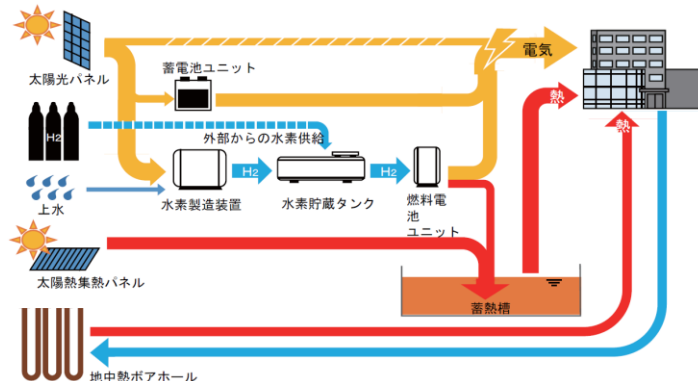 電気
太陽光パネル
蓄電池ユニット
熱
熱
H2
外部からの水素供給
H2
H2
上水
水素製造装置
水素貯蔵タンク
燃料電
池
ユニット
太陽熱集熱パネル
蓄熱槽
地中熱ボアホール